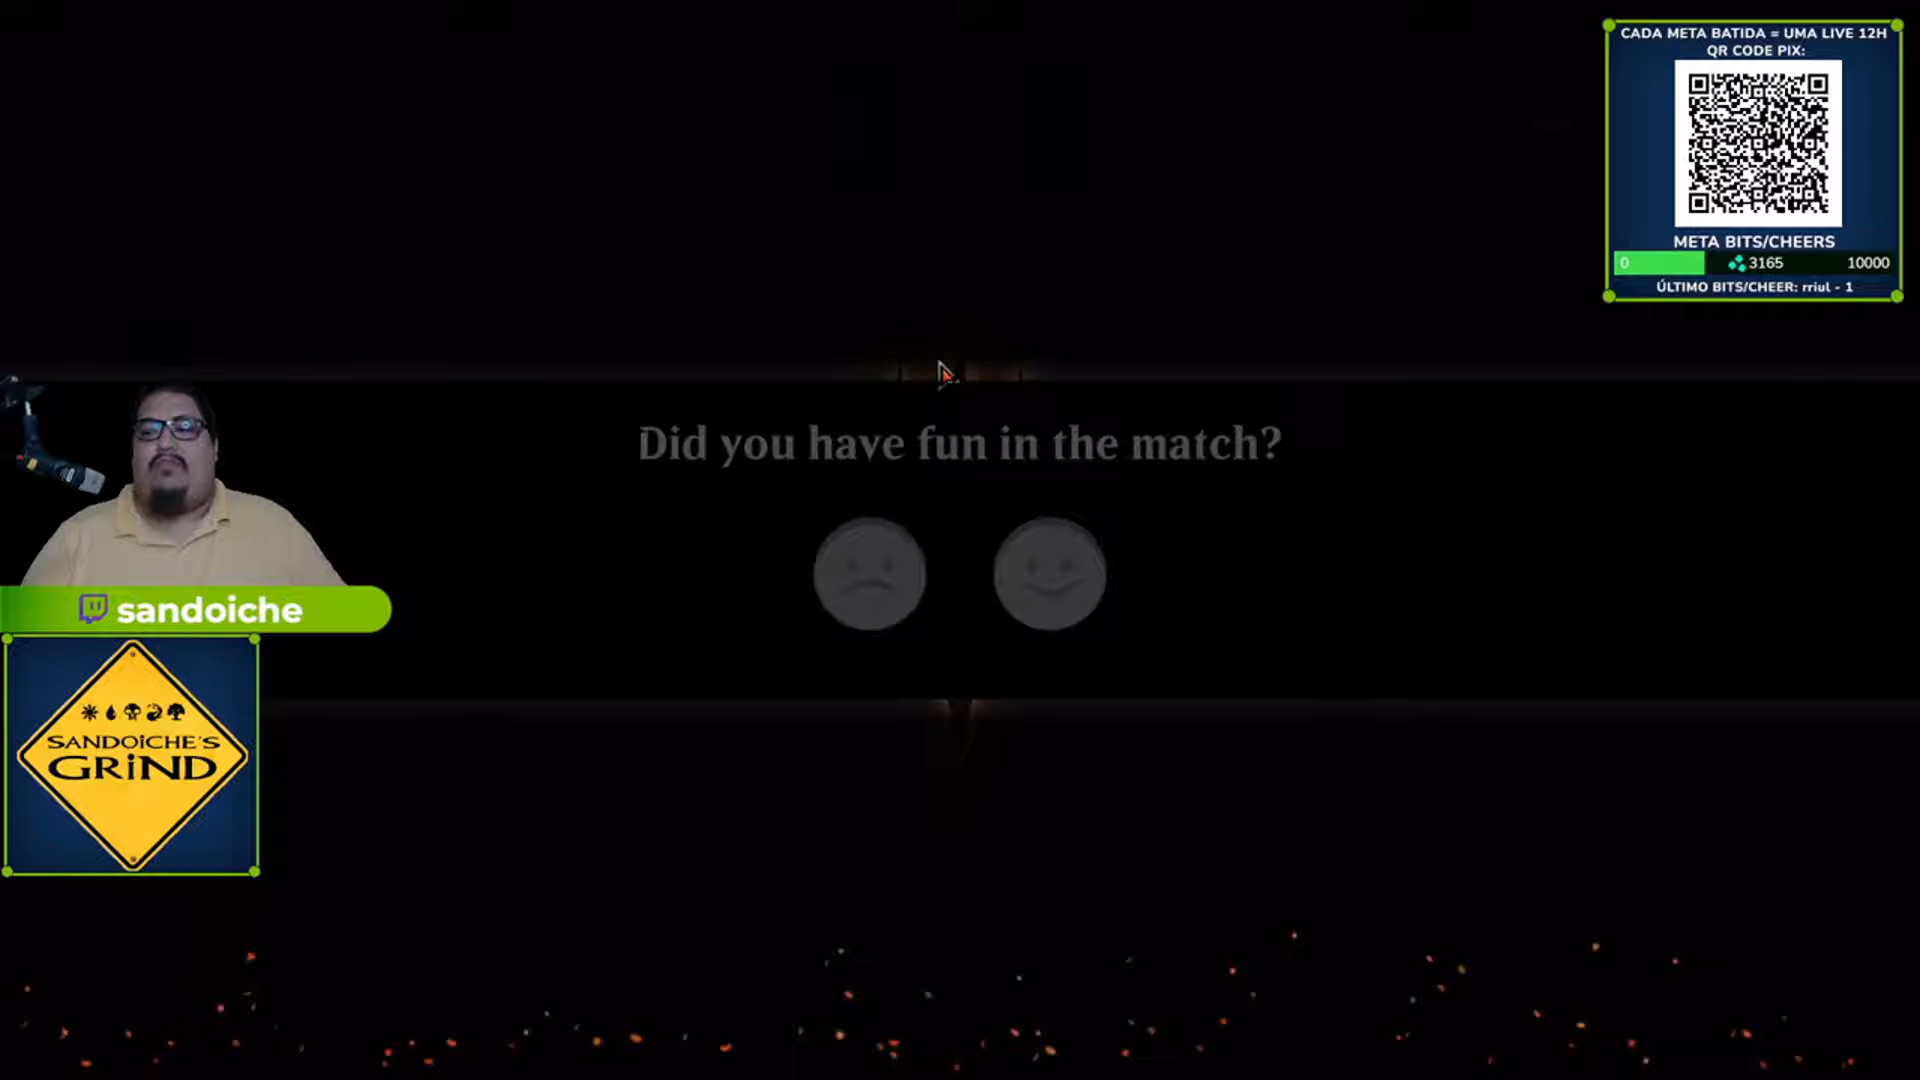 CADA META BATIDA = UMA LIVE 12H
QR CODE PIX:
META BITS/CHEERS
0 3165 10000
ÚLTIMO BITS/CHEER: rriul - 1
Did you have fun in the match?
sandoiche
SANDOiCHE'S
GRiND